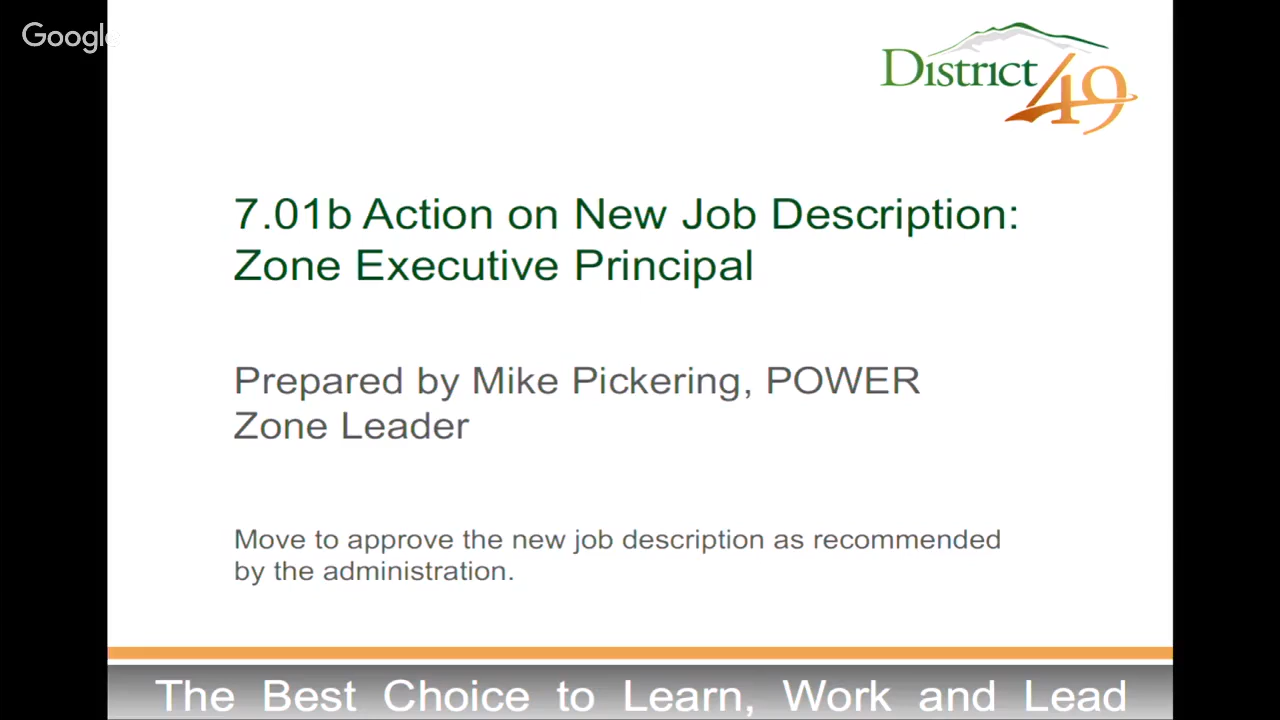 Google
District 49
7.01b Action on New Job Description:
Zone Executive Principal
Prepared by Mike Pickering, POWER
Zone Leader
Move to approve the new job description as recommended
by the administration.
The Best Choice to Learn, Work and Lead